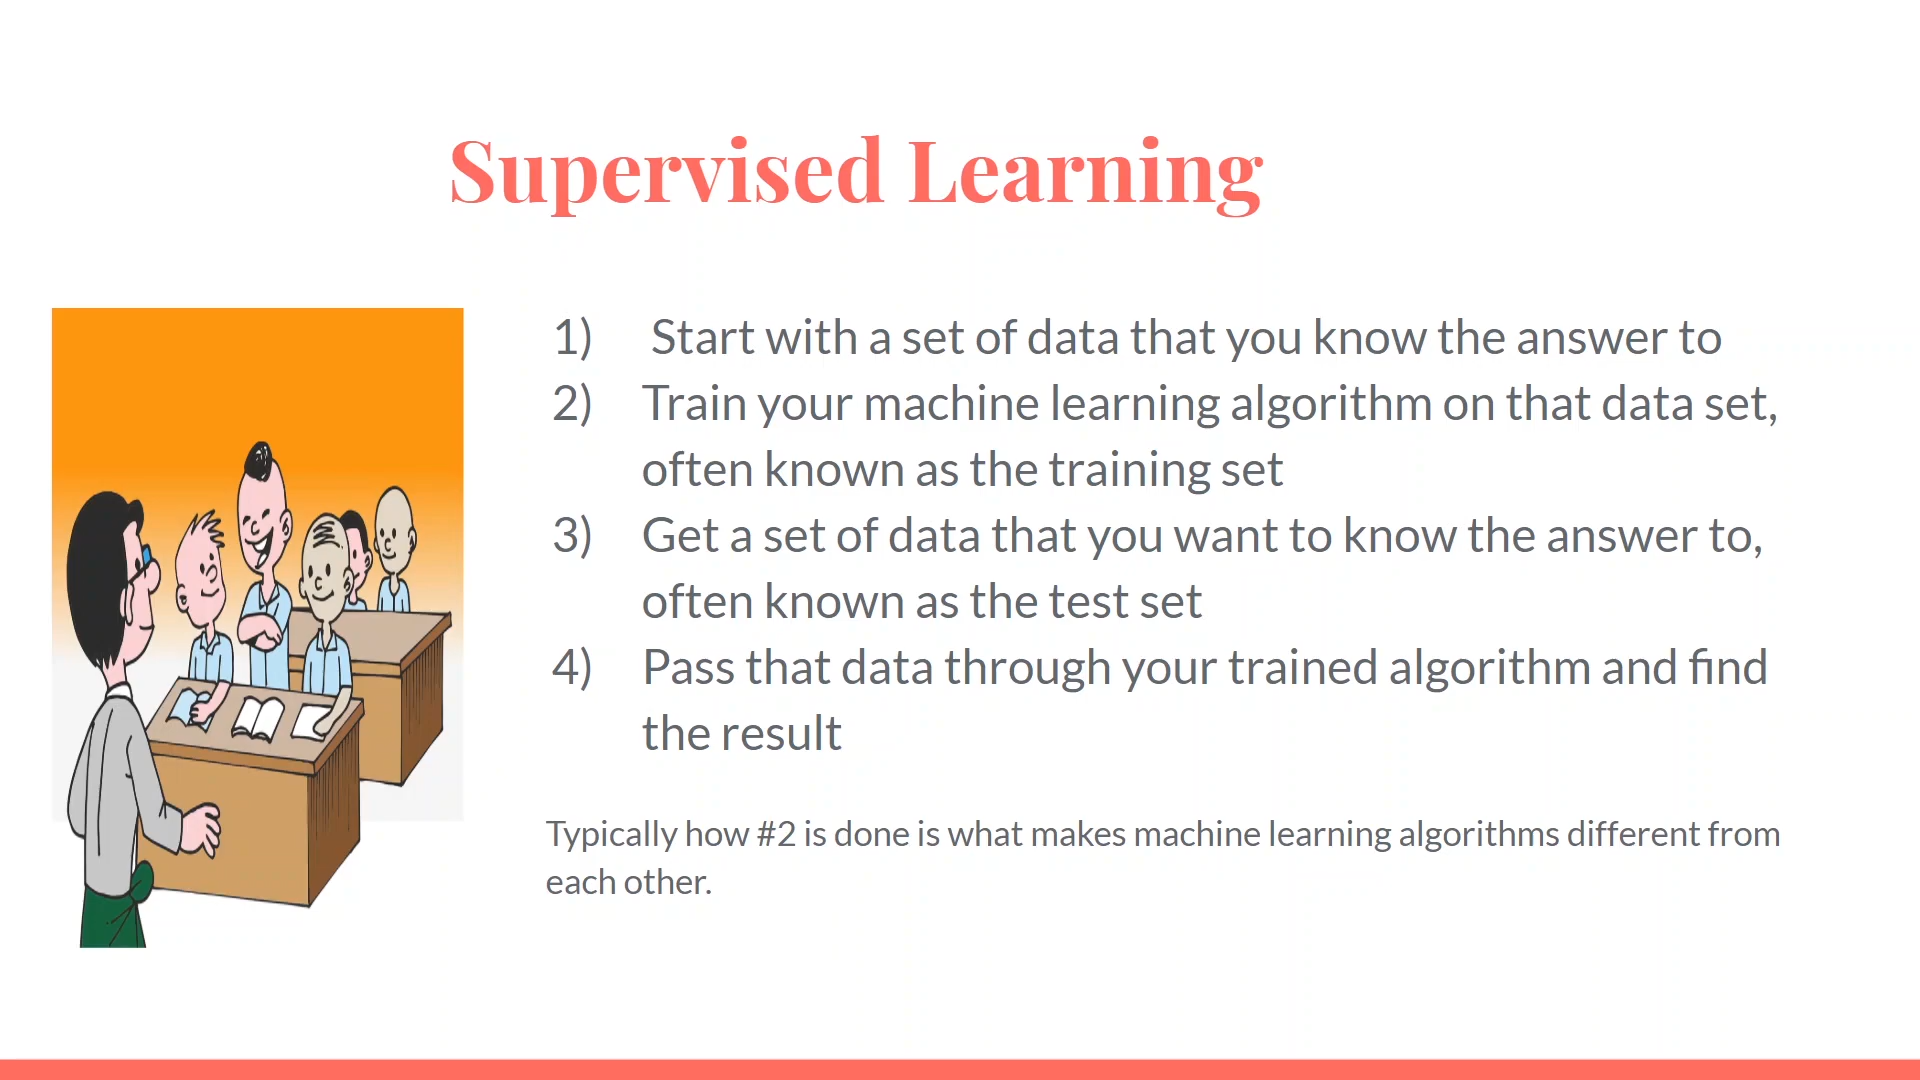 Supervised Learning
1) Start with a set of data that you know the answer to
2) Train your machine learning algorithm on that data set,
often known as the training set
3) Get a set of data that you want to know the answer to,
often known as the test set
4) Pass that data through your trained algorithm and find
the result
Typically how #2 is done is what makes machine learning algorithms different from
each other.